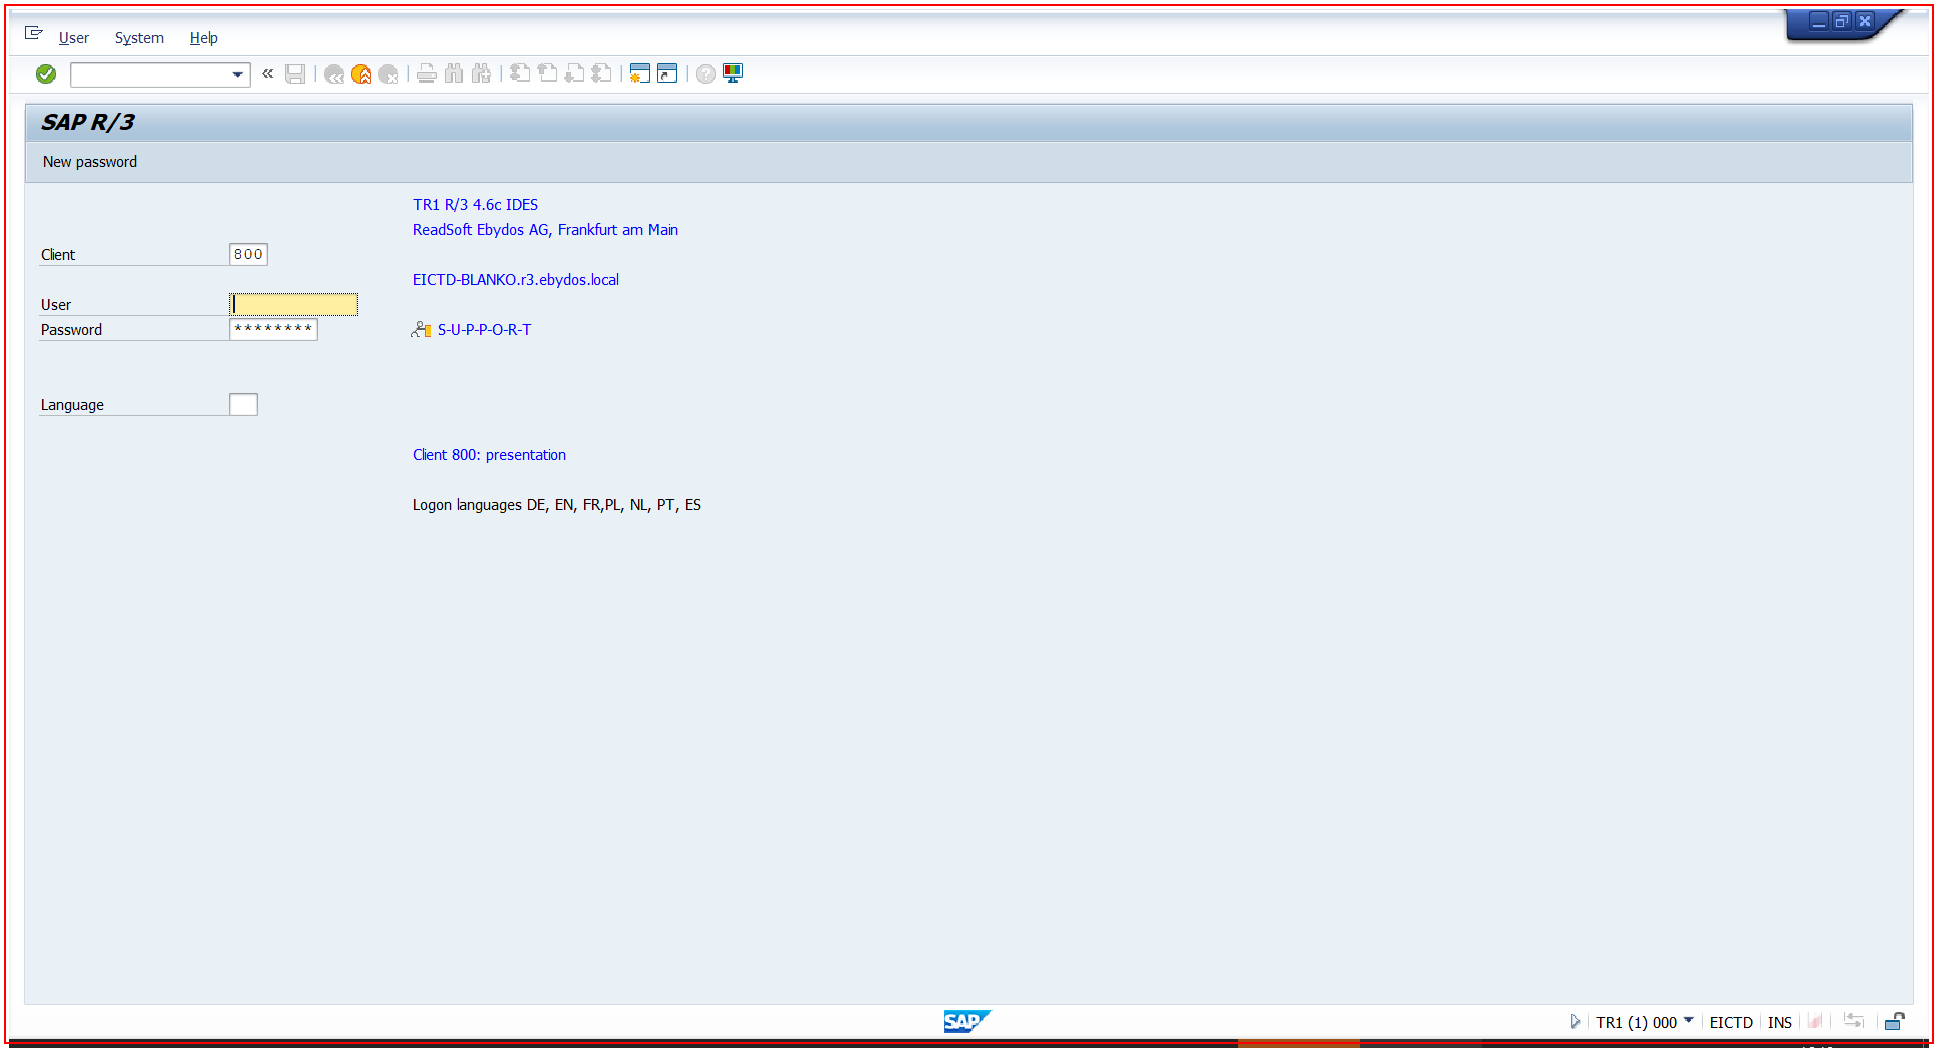 User System Help
SAP R/3
New password
TR1 R/3 4.6c IDES
ReadSoft Ebydos AG, Frankfurt am Main
Client 800
EICTD-BLANKO.r3.ebydos.local
User
Password ******** S-U-P-P-O-R-T
Language
Client 800: presentation
Logon languages DE, EN, FR,PL, NL, PT, ES
SAP TR1 (1) 000 EICTD INS